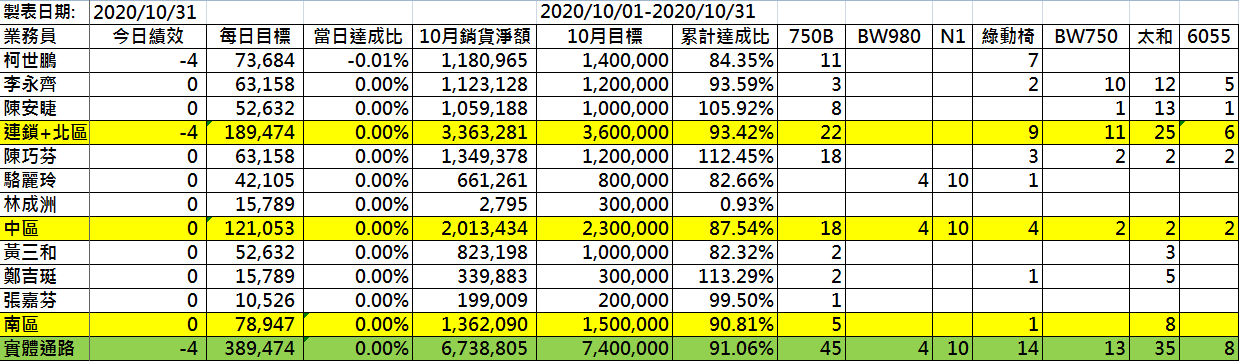 製表日期: 2020/10/31 2020/10/01-2020/10/31
業務員 今日績效 每日目標 當日達成比 10月銷貨淨額 10月目標 累計達成比 750B BW980 N1 綠動椅 BW750 太和 6055
柯世鵬 -4 73,684 -0.01% 1,180,965 1,400,000 84.35% 11 7
李永齊 0 63,158 0.00% 1,123,128 1,200,000 93.59% 3 2 10 12 5
陳安睫 0 52,632 0.00% 1,059,188 1,000,000 105.92% 8 1 13 1
連鎖+北區 -4 189,474 0.00% 3,363,281 3,600,000 93.42% 22 9 11 25 6
陳巧芬 0 63,158 0.00% 1,349,378 1,200,000 112.45% 18 3 2 2 2
駱麗玲 0 42,105 0.00% 661,261 800,000 82.66% 4 10 1
林成洲 0 15,789 0.00% 2,795 300,000 0.93%
中區 0 121,053 0.00% 2,013,434 2,300,000 87.54% 18 4 10 4 2 2 2
黃三和 0 52,632 0.00% 823,198 1,000,000 82.32% 2 3
鄭吉珽 0 15,789 0.00% 339,883 300,000 113.29% 2 1 5
張嘉芬 0 10,526 0.00% 199,009 200,000 99.50% 1
南區 0 78,947 0.00% 1,362,090 1,500,000 90.81% 5 1 8
實體通路 -4 389,474 0.00% 6,738,805 7,400,000 91.06% 45 4 10 14 13 35 8